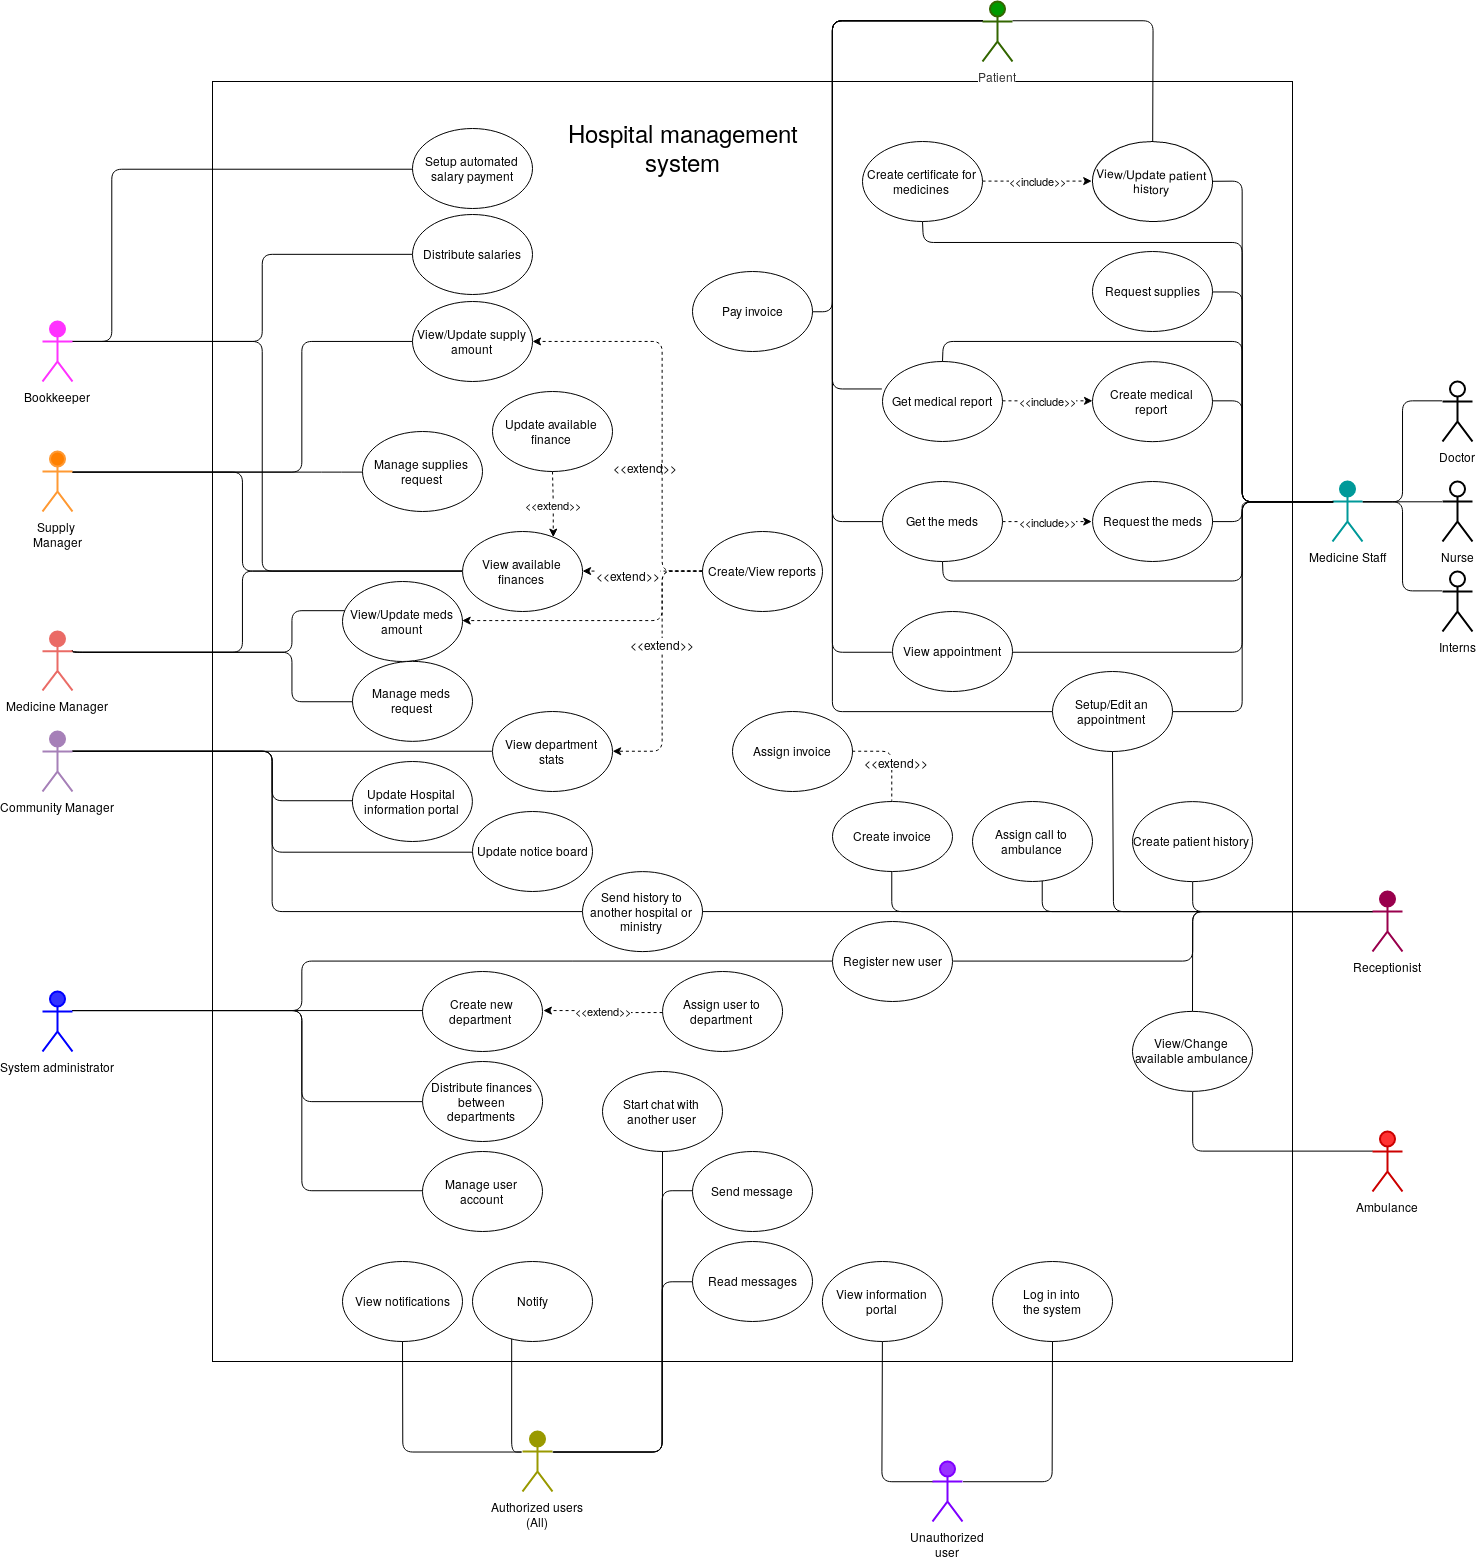 Patient
Hospital management
system
Setup automated
salary payment
Create certificate for
medicines
<<include>>
View/Update patient
history
Distribute salaries
Request supplies
Pay invoice
View/Update supply
amount
Bookkeeper
Get medical report
<<include>>
Create medical
report
Update available
finance
Doctor
Manage supplies
request
<<extend>>
<<extend>>
Supply
Manager
Get the meds
<<include>>
Request the meds
Medicine Staff
Nurse
View available
finances
<<extend>>
Create/View reports
View/Update meds
amount
<<extend>>
View appointment
Interns
Medicine Manager
Manage meds
request
Setup/Edit an
appointment
View department
stats
Assign invoice
<<extend>>
Community Manager
Update Hospital
information portal
Update notice board
Create invoice
Assign call to
ambulance
Create patient history
Send history to
another hospital or
ministry
Receptionist
Register new user
Create new
department
<<extend>>
Assign user to
department
System administrator
View/Change
available ambulance
Distribute finances
between
departments
Start chat with
another user
Manage user
account
Send message
Ambulance
Read messages
View notifications
Notify
View information
portal
Log in into
the system
Authorized users
(All)
Unauthorized
user